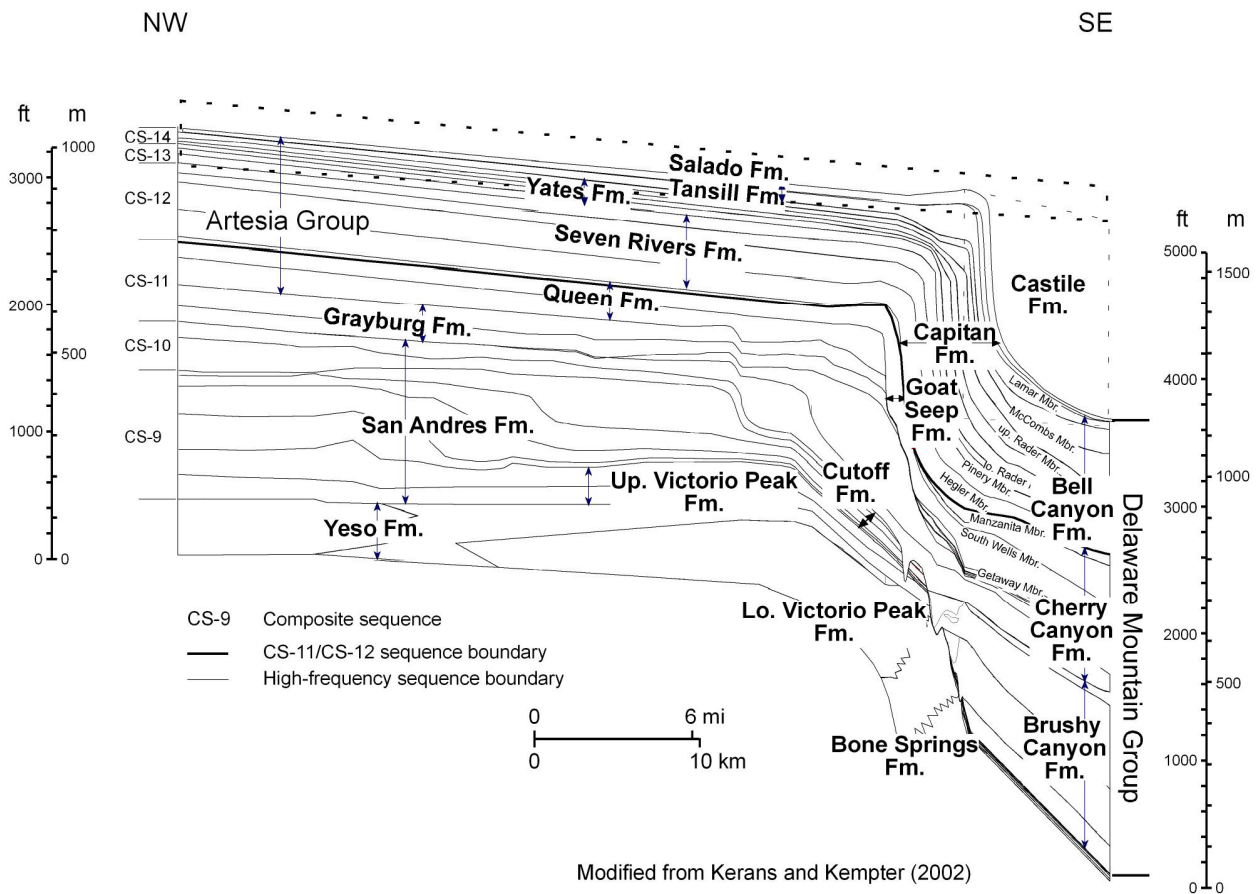 NW
SE
ft m
CS-14
1000
CS-13
3000
CS-12
CS-11
2000
CS-10
500
1000
CS-9
0 0
Salado Fm.
Tansill Fm.
Yates Fm.
Artesia Group
Seven Rivers Fm.
Queen Fm.
Grayburg Fm.
San Andres Fm.
Up. Victorio Peak
Fm.
Yeso Fm.
Cutoff
Fm.
Capitan
Fm.
Goat
Seep
Fm.
Castile
Fm.
Lamar Mbr.
McCombs Mbr.
up. Rader Mbr.
lo. Rader
Pinery Mbr.
Hegler Mbr.
Manzanita Mbr.
South Wells Mbr.
Getaway Mbr.
Bell
Canyon
Fm.
Cherry
Canyon
Fm.
Brushy
Canyon
Fm.
Delaware Mountain Group
Lo. Victorio Peak
Fm.
Bone Springs
Fm.
ft m
5000
1500
4000
1000
3000
2000
500
1000
0 0
CS-9 Composite sequence
CS-11/CS-12 sequence boundary
High-frequency sequence boundary
0 6 mi
0 10 km
Modified from Kerans and Kempter (2002)